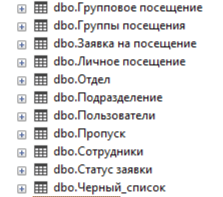 dbo.Групповое посещение
dbo.Группы посещения
dbo.Заявка на посещение
dbo.Личное посещение
dbo.Отдел
dbo.Подразделение
dbo.Пользователи
dbo.Пропуск
dbo.Сотрудники
dbo.Статус заявки
dbo.Черный_список